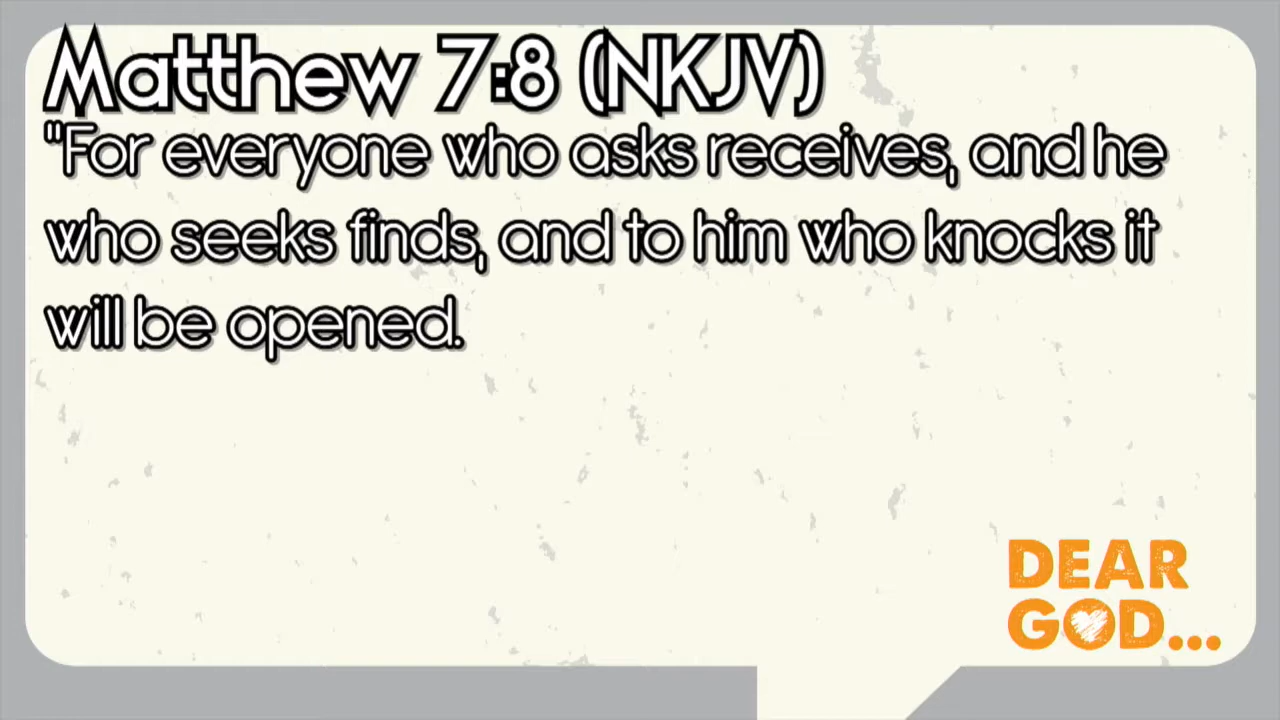 Matthew 7:8 (NKJV)
"For everyone who asks receives, and he
who seeks finds, and to him who knocks it
will be opened.
DEAR
GOD...